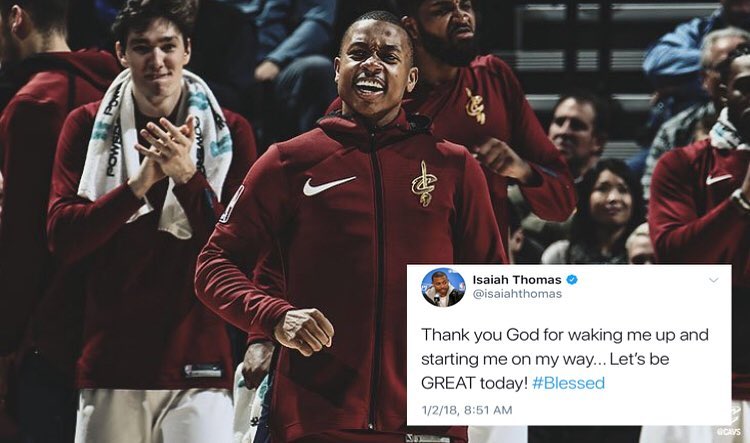 Isaiah Thomas
@isaiahthomas
Thank you God for waking me up and
starting me on my way... Let's be
GREAT today! #Blessed
1/2/18, 8:51 AM
@CAVS